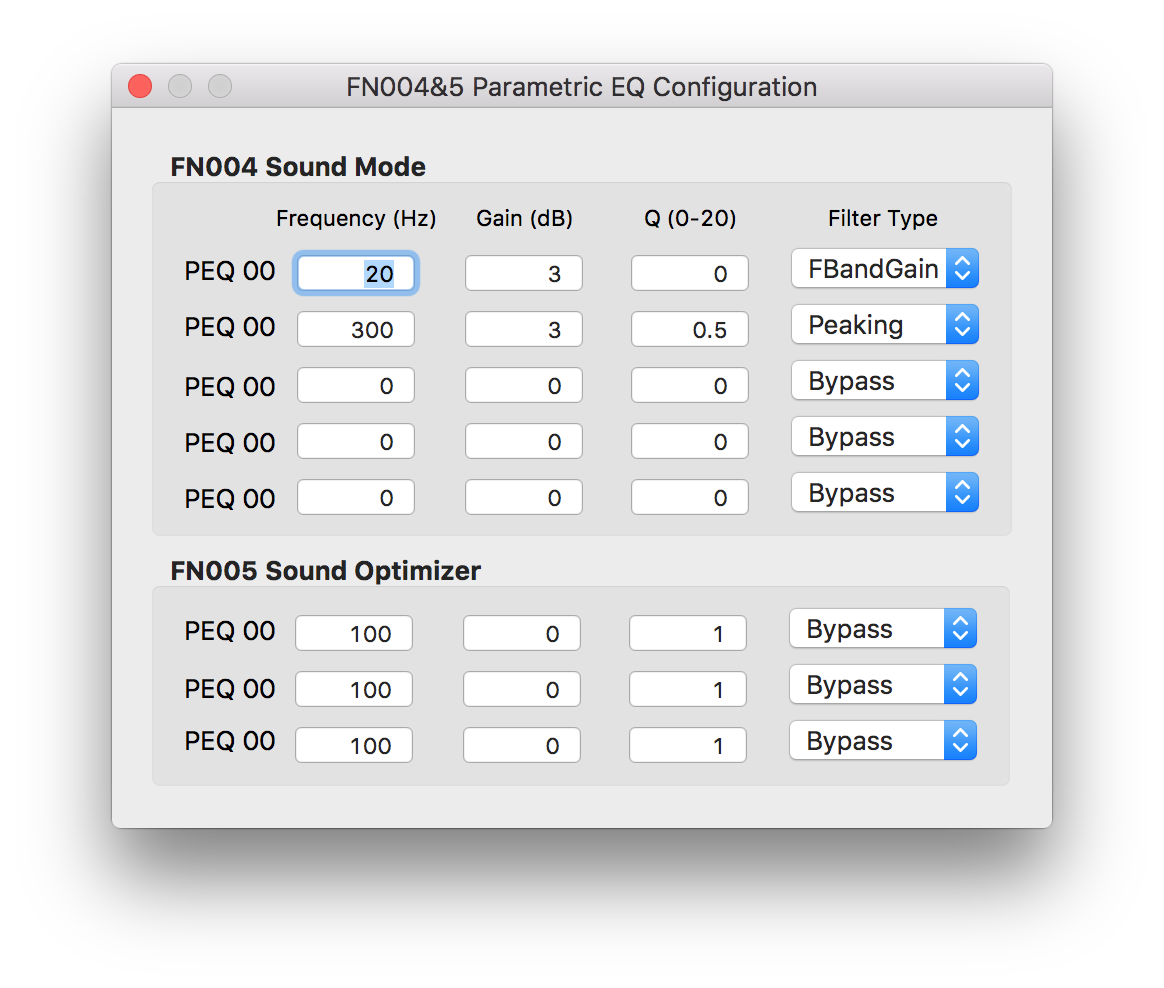 FN004&5 Parametric EQ Configuration
FN004 Sound Mode
Frequency (Hz) Gain (dB) Q (0-20) Filter Type
PEQ 00 20 3 0 FBandGain
PEQ 00 300 3 0.5 Peaking
PEQ 00 0 0 0 Bypass
PEQ 00 0 0 0 Bypass
PEQ 00 0 0 0 Bypass
FN005 Sound Optimizer
PEQ 00 100 0 1 Bypass
PEQ 00 100 0 1 Bypass
PEQ 00 100 0 1 Bypass